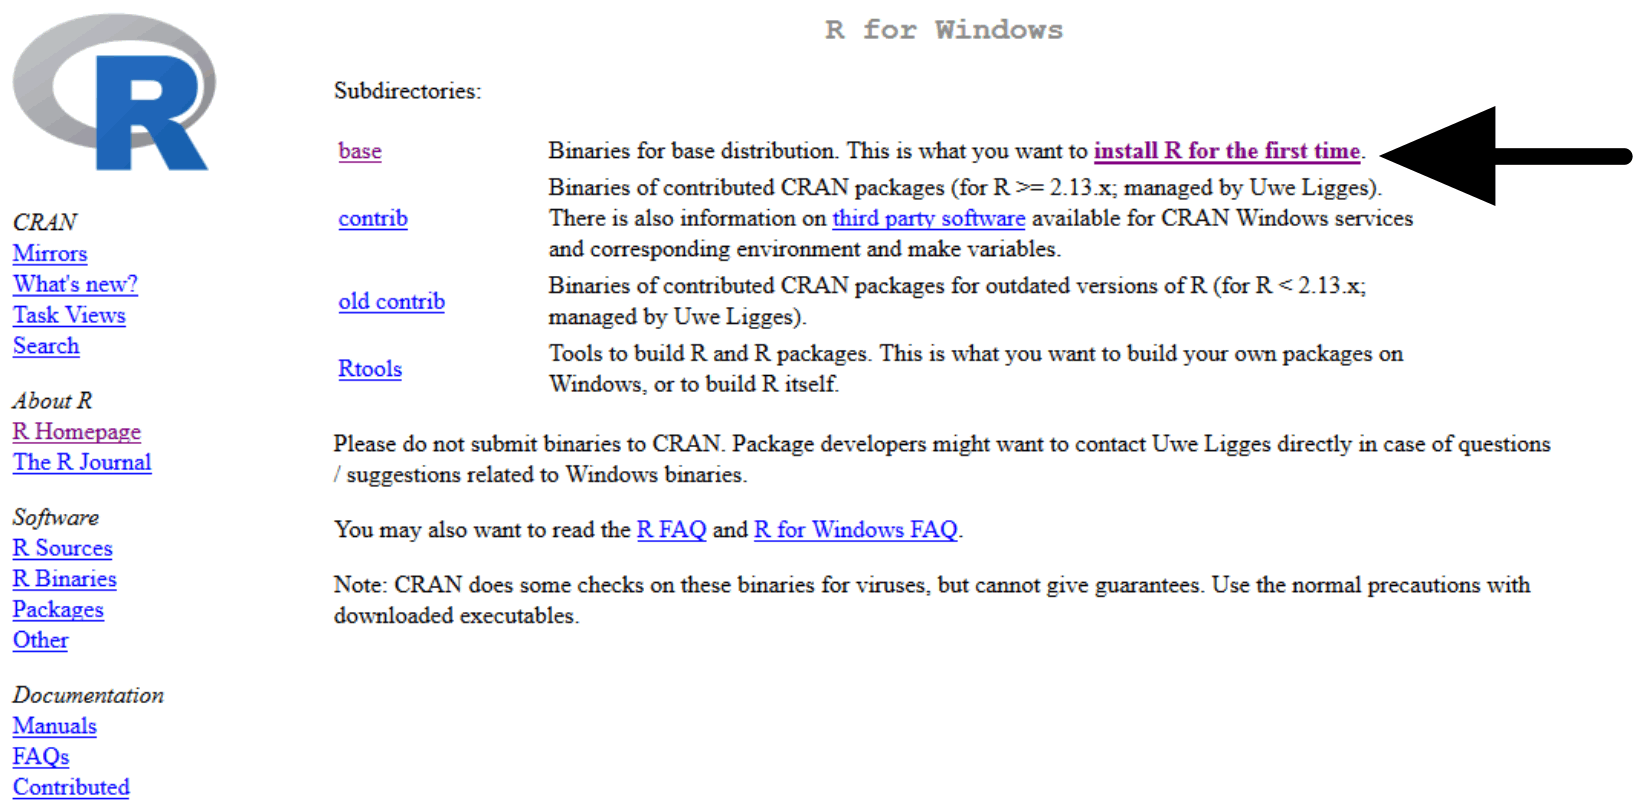 R
R for Windows
Subdirectories:
base
Binaries for base distribution. This is what you want to install R for the first time.
contrib
Binaries of contributed CRAN packages (for R >= 2.13.x; managed by Uwe Ligges).
There is also information on third party software available for CRAN Windows services
and corresponding environment and make variables.
old contrib
Binaries of contributed CRAN packages for outdated versions of R (for R < 2.13.x;
managed by Uwe Ligges).
Rtools
Tools to build R and R packages. This is what you want to build your own packages on
Windows, or to build R itself.
Please do not submit binaries to CRAN. Package developers might want to contact Uwe Ligges directly in case of questions
/ suggestions related to Windows binaries.
You may also want to read the R FAQ and R for Windows FAQ.
Note: CRAN does some checks on these binaries for viruses, but cannot give guarantees. Use the normal precautions with
downloaded executables.
CRAN
Mirrors
What's new?
Task Views
Search
About R
R Homepage
The R Journal
Software
R Sources
R Binaries
Packages
Other
Documentation
Manuals
FAQs
Contributed